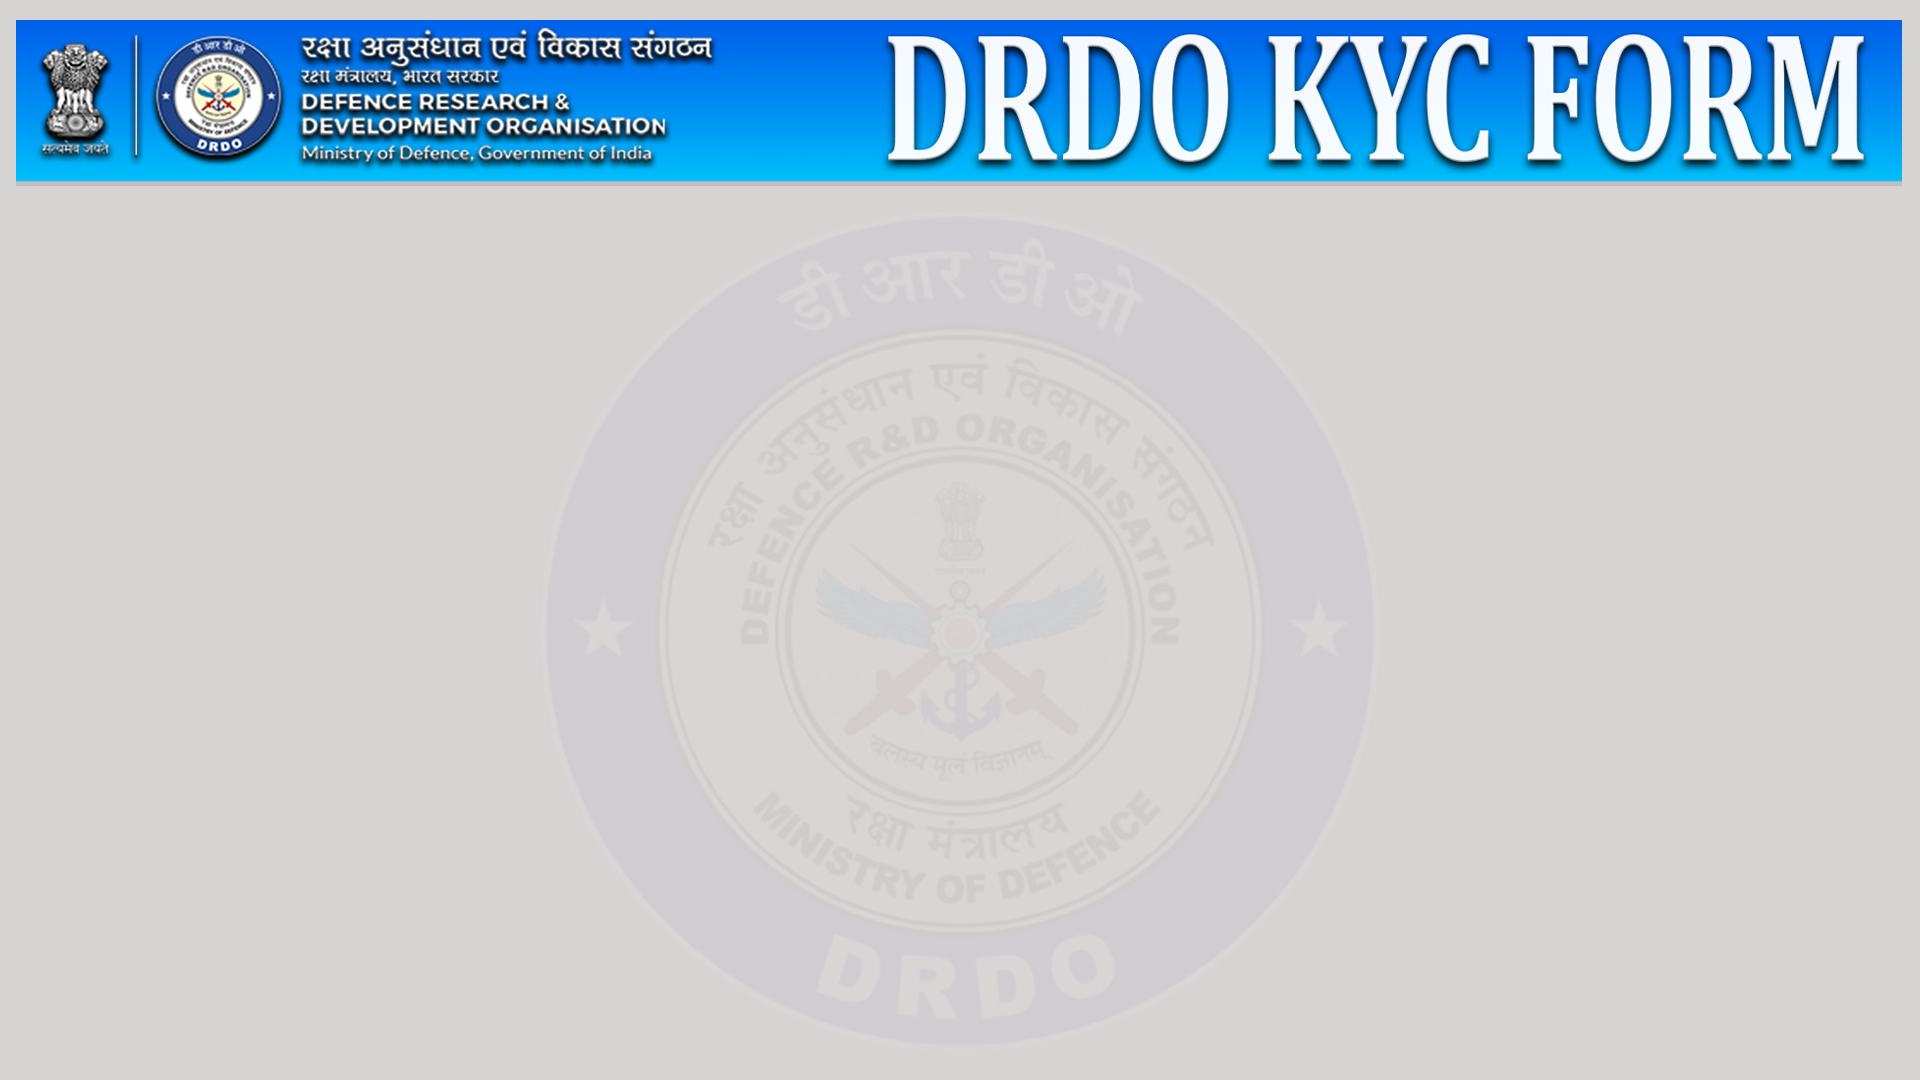 सत्यमेव जयते
डी आर डी ओ
DRDO
रक्षा अनुसंधान एवं विकास संगठन
रक्षा मंत्रालय, भारत सरकार
DEFENCE RESEARCH &
DEVELOPMENT ORGANISATION
Ministry of Defence, Government of India
DRDO KYC FORM
डी आर डी ओ
रक्षा अनुसंधान एवं विकास संगठन
DEFENCE R&D ORGANISATION
बलस्य मूलं विज्ञानम्
रक्षा मंत्रालय
MINISTRY OF DEFENCE
DRDO